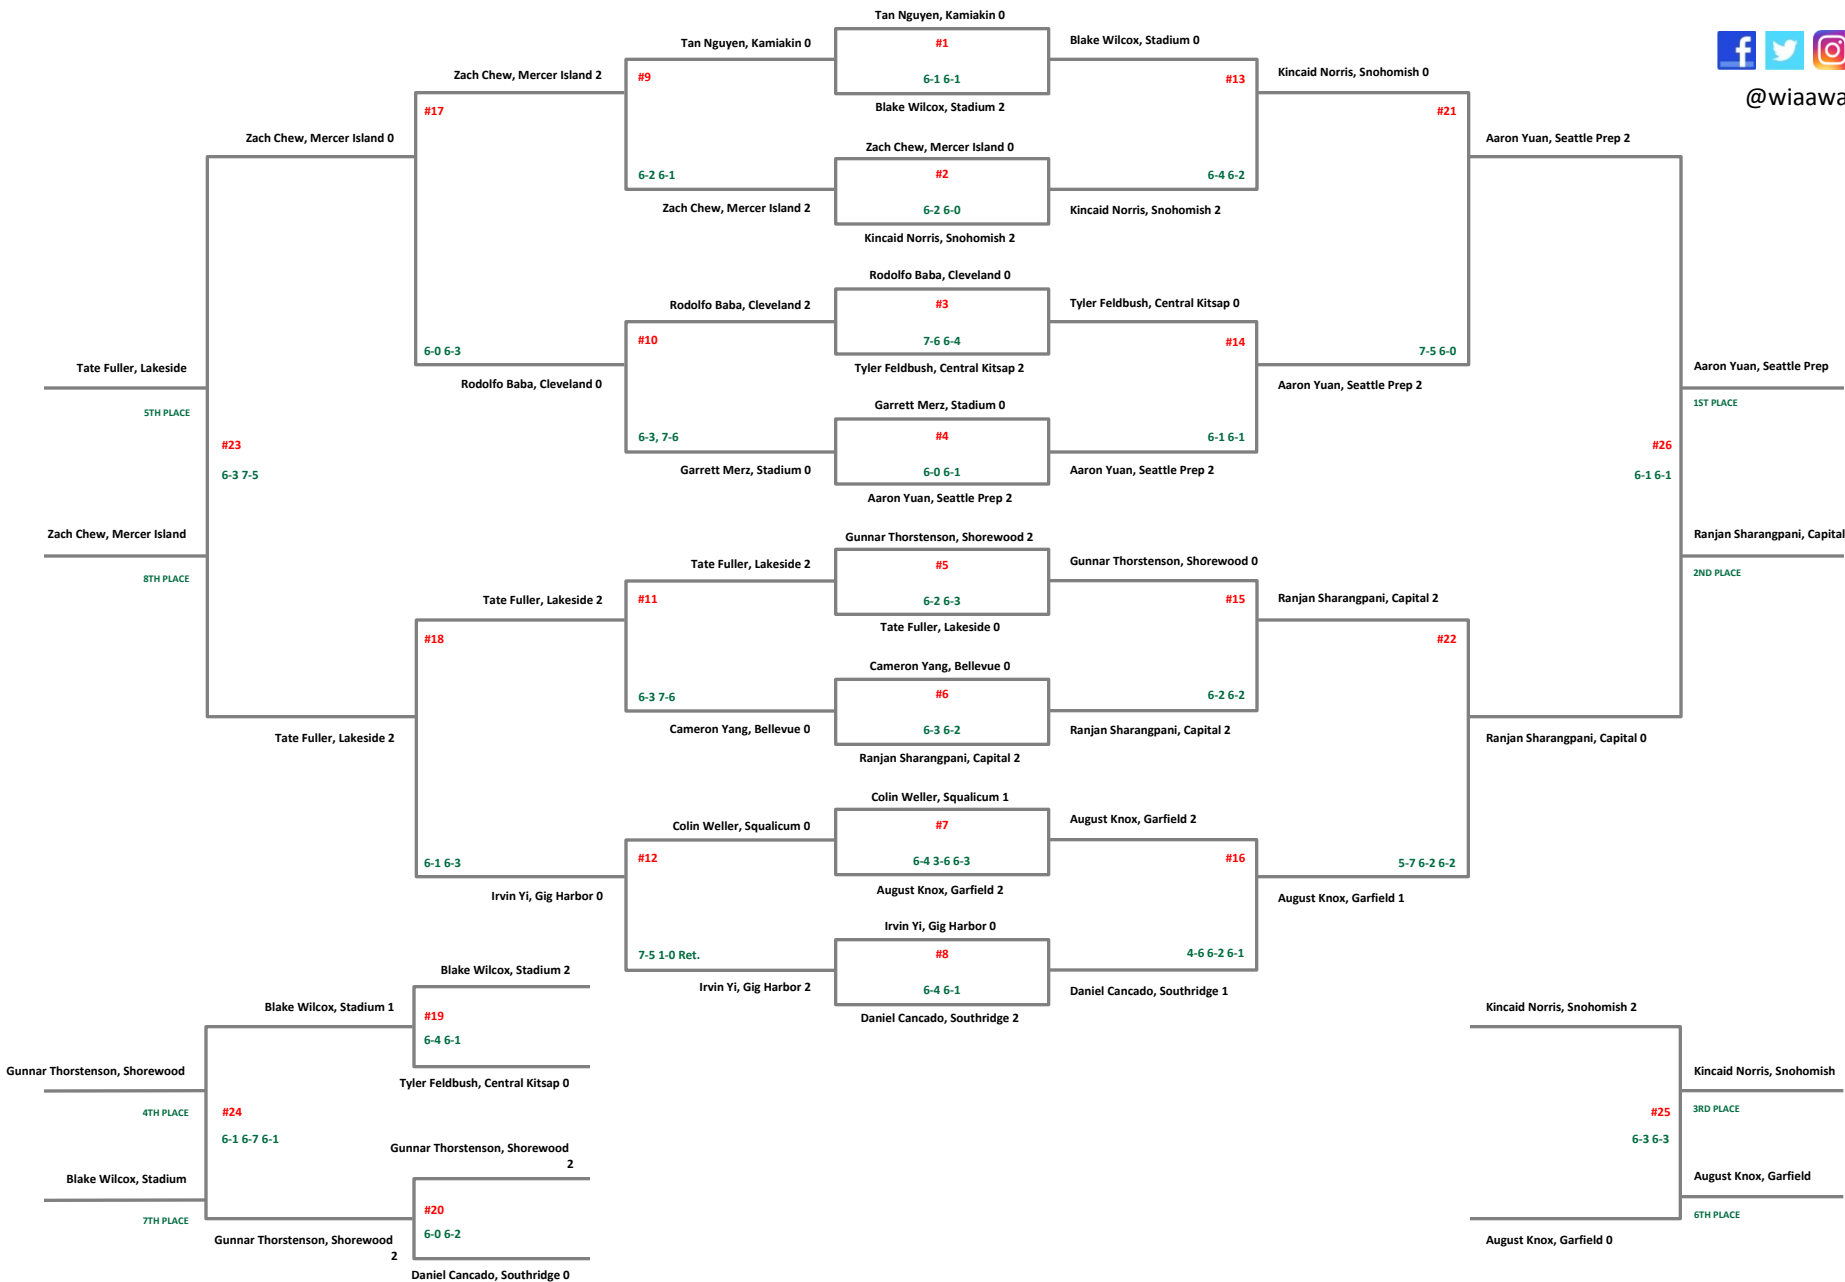 Tan Nguyen, Kamiakin 0
Tan Nguyen, Kamiakin 0
#1
Blake Wilcox, Stadium 0
Zach Chew, Mercer Island 2
#9
6-1 6-1
#13
Kincaid Norris, Snohomish 0
@wiaawa
#17
Blake Wilcox, Stadium 2
#21
Zach Chew, Mercer Island 0
Zach Chew, Mercer Island 0
Aaron Yuan, Seattle Prep 2
6-2 6-1
#2
6-4 6-2
Zach Chew, Mercer Island 2
6-2 6-0
Kincaid Norris, Snohomish 2
Kincaid Norris, Snohomish 2
Rodolfo Baba, Cleveland 0
Rodolfo Baba, Cleveland 2
#3
Tyler Feldbush, Central Kitsap 0
#10
7-6 6-4
#14
6-0 6-3
7-5 6-0
Tate Fuller, Lakeside
Tyler Feldbush, Central Kitsap 2
Aaron Yuan, Seattle Prep
Rodolfo Baba, Cleveland 0
Aaron Yuan, Seattle Prep 2
5TH PLACE
Garrett Merz, Stadium 0
1ST PLACE
6-3, 7-6
#4
6-1 6-1
#23
#26
Garrett Merz, Stadium 0
6-0 6-1
Aaron Yuan, Seattle Prep 2
6-3 7-5
6-1 6-1
Aaron Yuan, Seattle Prep 2
Zach Chew, Mercer Island
Gunnar Thorstenson, Shorewood 2
Ranjan Sharangpani, Capital
Tate Fuller, Lakeside 2
#5
Gunnar Thorstenson, Shorewood 0
8TH PLACE
2ND PLACE
Tate Fuller, Lakeside 2
#11
6-2 6-3
#15
Ranjan Sharangpani, Capital 2
#18
Tate Fuller, Lakeside 0
#22
Cameron Yang, Bellevue 0
6-3 7-6
#6
6-2 6-2
Tate Fuller, Lakeside 2
Cameron Yang, Bellevue 0
6-3 6-2
Ranjan Sharangpani, Capital 2
Ranjan Sharangpani, Capital 0
Ranjan Sharangpani, Capital 2
Colin Weller, Squalicum 1
Colin Weller, Squalicum 0
#7
August Knox, Garfield 2
6-1 6-3
#12
6-4 3-6 6-3
#16
5-7 6-2 6-2
August Knox, Garfield 2
Irvin Yi, Gig Harbor 0
August Knox, Garfield 1
Irvin Yi, Gig Harbor 0
7-5 1-0 Ret.
#8
4-6 6-2 6-1
Blake Wilcox, Stadium 2
Irvin Yi, Gig Harbor 2
6-4 6-1
Daniel Cancado, Southridge 1
Blake Wilcox, Stadium 1
#19
Daniel Cancado, Southridge 2
Kincaid Norris, Snohomish 2
6-4 6-1
Gunnar Thorstenson, Shorewood
Tyler Feldbush, Central Kitsap 0
Kincaid Norris, Snohomish
4TH PLACE
#24
#25
3RD PLACE
6-1 6-7 6-1
6-3 6-3
Gunnar Thorstenson, Shorewood
2
Blake Wilcox, Stadium
August Knox, Garfield
7TH PLACE
#20
6TH PLACE
6-0 6-2
Gunnar Thorstenson, Shorewood
2
August Knox, Garfield 0
Daniel Cancado, Southridge 0